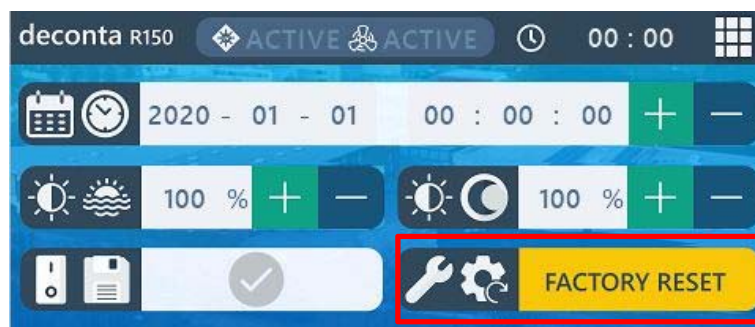 deconta R150 ACTIVE ACTIVE 00 : 00
2020 - 01 - 01 00 : 00 : 00 + −
100 % + − 100 % + −
FACTORY RESET